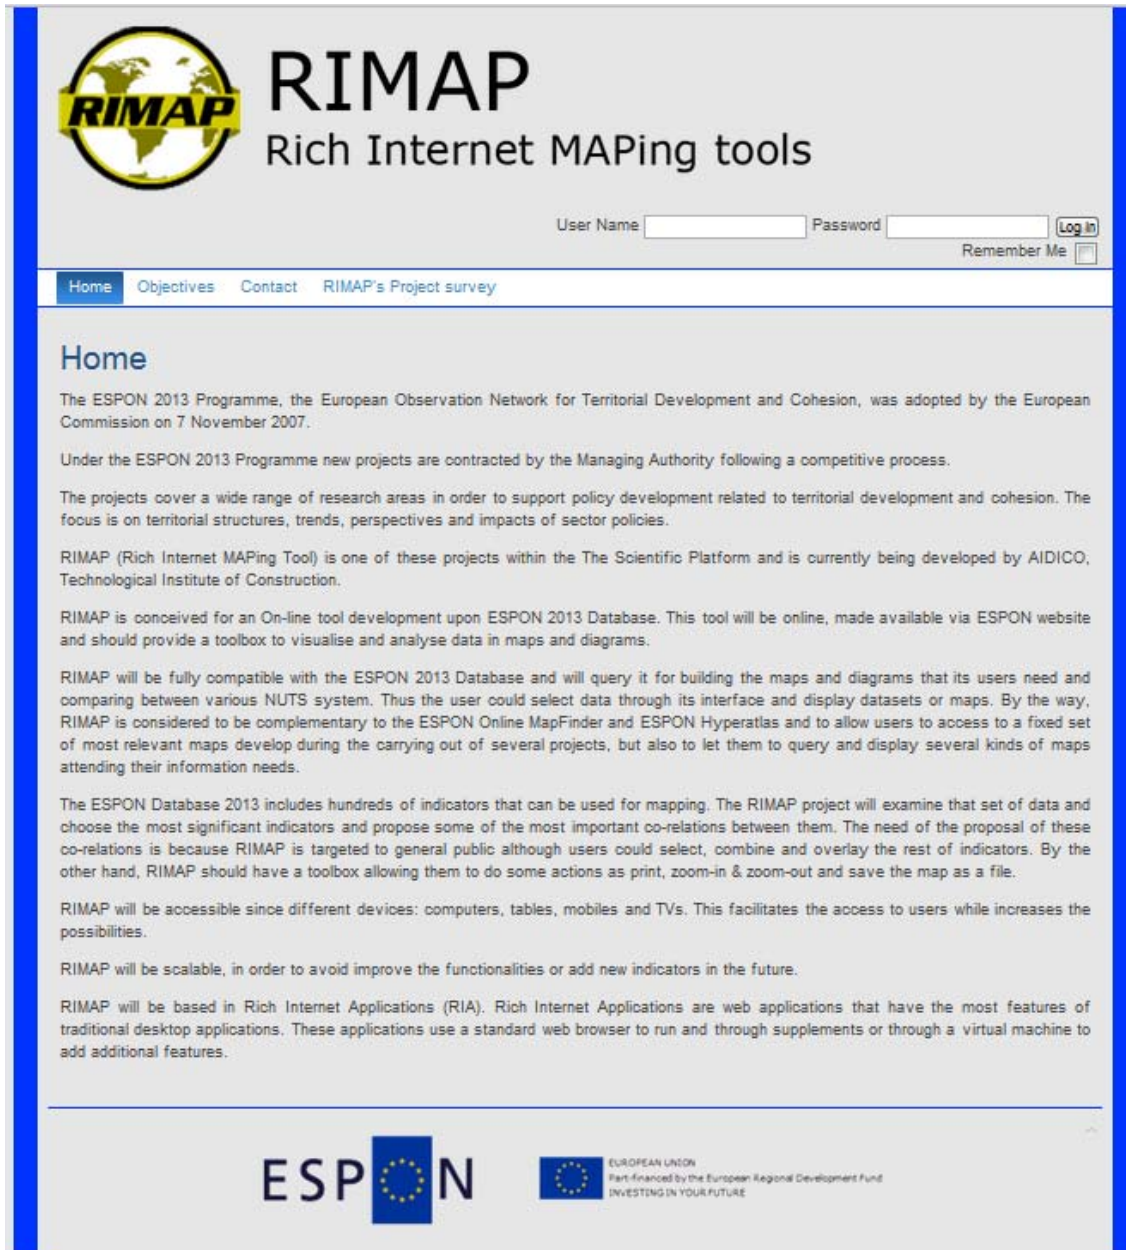 RIMAP
RIMAP
Rich Internet MAPing tools
User Name Password Log In
Remember Me
Home Objectives Contact RIMAP's Project survey
Home
The ESPON 2013 Programme, the European Observation Network for Territorial Development and Cohesion, was adopted by the European
Commission on 7 November 2007.
Under the ESPON 2013 Programme new projects are contracted by the Managing Authority following a competitive process.
The projects cover a wide range of research areas in order to support policy development related to territorial development and cohesion. The
focus is on territorial structures, trends, perspectives and impacts of sector policies.
RIMAP (Rich Internet MAPing Tool) is one of these projects within the The Scientific Platform and is currently being developed by AIDICO,
Technological Institute of Construction.
RIMAP is conceived for an On-line tool development upon ESPON 2013 Database. This tool will be online, made available via ESPON website
and should provide a toolbox to visualise and analyse data in maps and diagrams.
RIMAP will be fully compatible with the ESPON 2013 Database and will query it for building the maps and diagrams that its users need and
comparing between various NUTS system. Thus the user could select data through its interface and display datasets or maps. By the way,
RIMAP is considered to be complementary to the ESPON Online MapFinder and ESPON Hyperatlas and to allow users to access to a fixed set
of most relevant maps develop during the carrying out of several projects, but also to let them to query and display several kinds of maps
attending their information needs.
The ESPON Database 2013 includes hundreds of indicators that can be used for mapping. The RIMAP project will examine that set of data and
choose the most significant indicators and propose some of the most important co-relations between them. The need of the proposal of these
co-relations is because RIMAP is targeted to general public although users could select, combine and overlay the rest of indicators. By the
other hand, RIMAP should have a toolbox allowing them to do some actions as print, zoom-in & zoom-out and save the map as a file.
RIMAP will be accessible since different devices: computers, tables, mobiles and TVs. This facilitates the access to users while increases the
possibilities.
RIMAP will be scalable, in order to avoid improve the functionalities or add new indicators in the future.
RIMAP will be based in Rich Internet Applications (RIA). Rich Internet Applications are web applications that have the most features of
traditional desktop applications. These applications use a standard web browser to run and through supplements or through a virtual machine to
add additional features.
ESPON
EUROPEAN UNION
Part-financed by the European Regional Development Fund
INVESTING IN YOUR FUTURE